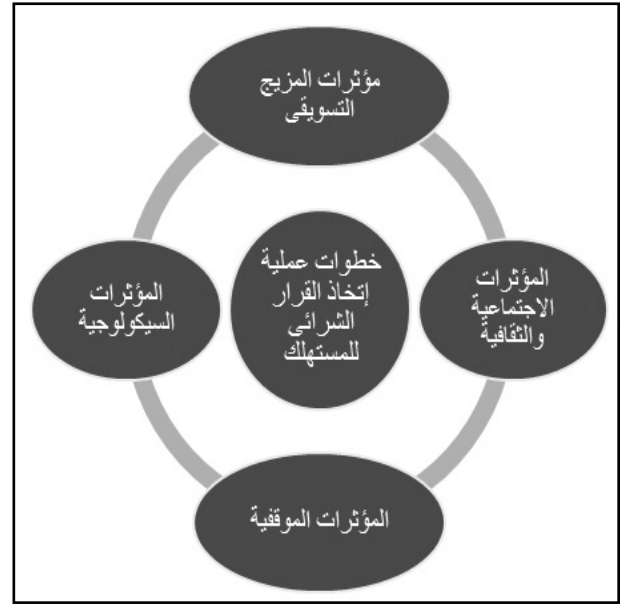 مؤثرات المزيج
التسويقى
المؤثرات
الاجتماعية
والثقافية
خطوات عملية
إتخاذ القرار
الشرائى
للمستهلك
المؤثرات
السيكولوجية
المؤثرات الموقفية